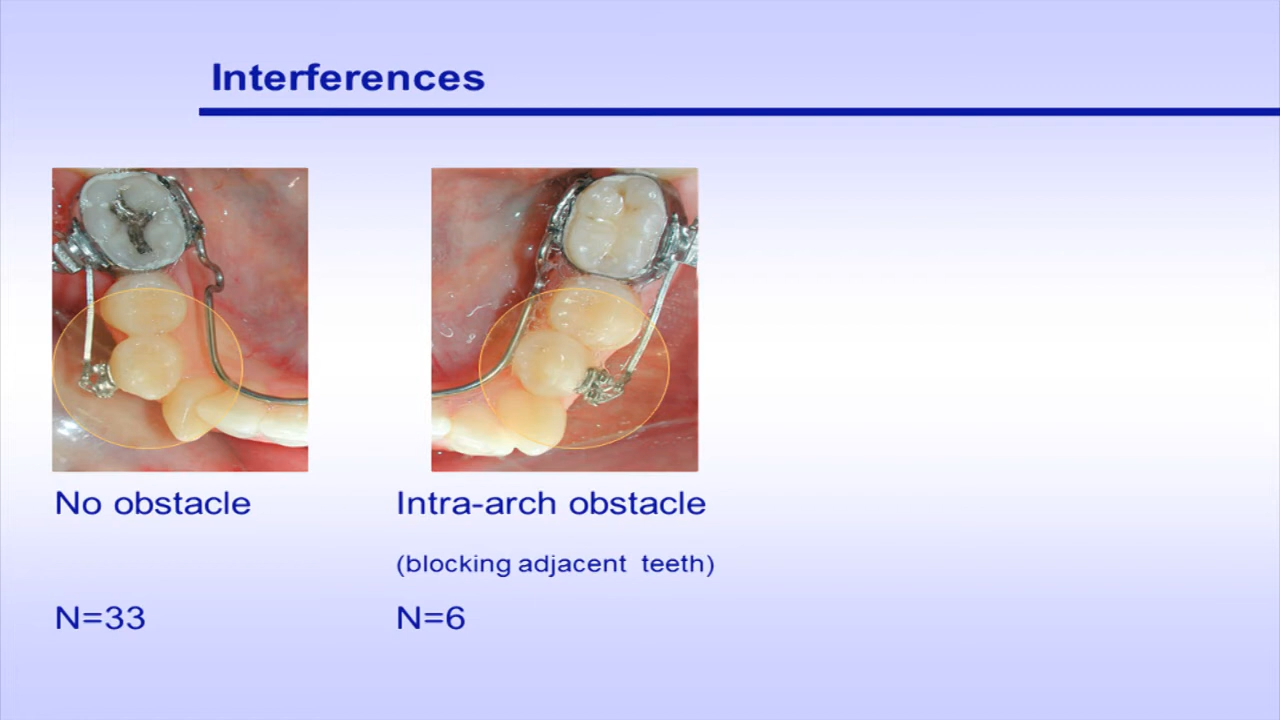 Interferences
No obstacle
Intra-arch obstacle
(blocking adjacent teeth)
N=33
N=6